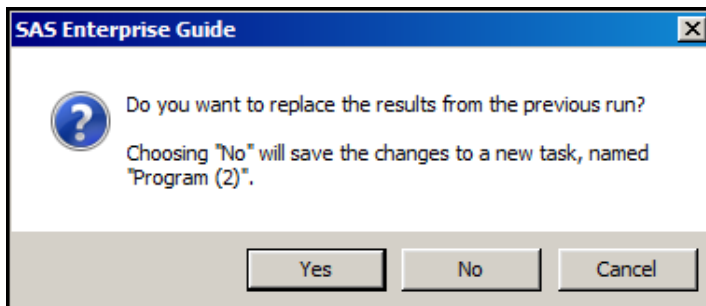 SAS Enterprise Guide
Do you want to replace the results from the previous run?
Choosing "No" will save the changes to a new task, named
"Program (2)".
Yes No Cancel